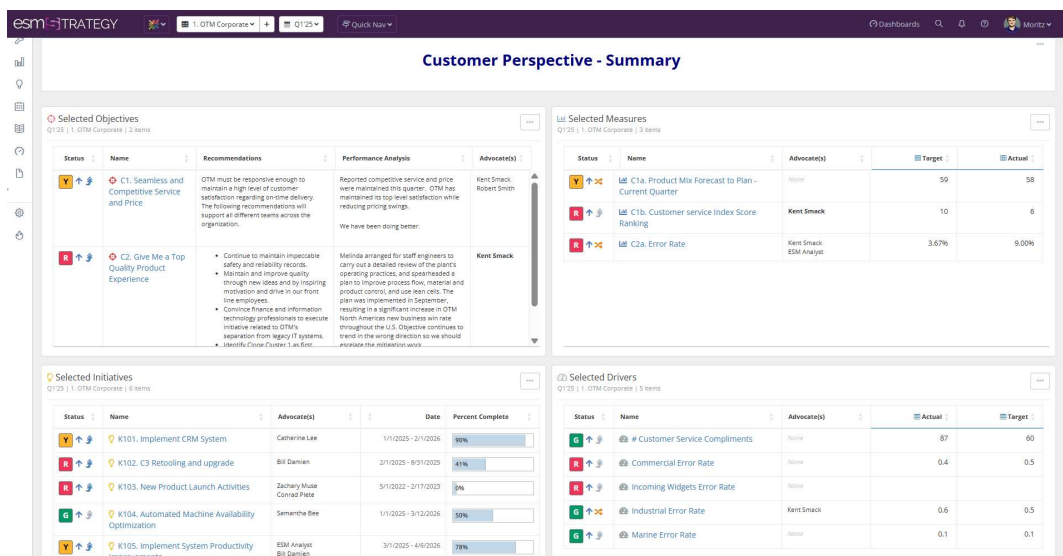 esm STRATEGY
1. OTM Corporate
+
Q1'25
Quick Nav
Dashboards
Moritz
Customer Perspective - Summary
Selected Objectives
Q1'25 | 1. OTM Corporate | 2 items
Status Name Recommendations Performance Analysis Advocate(s)
Y
C1. Seamless and
Competitive Service
and Price
OTM must be responsive enough to
maintain a high level of customer
satisfaction regarding on-time delivery.
The following recommendations will
support all different teams across the
organization.
Reported competitive service and price
were maintained this quarter. OTM has
maintained its top level satisfaction while
reducing pricing swings.
We have been doing better.
Kent Smack
Robert Smith
R
C2. Give Me a Top
Quality Product
Experience
• Continue to maintain impeccable
safety and reliability records.
• Maintain and improve quality
through new ideas and by inspiring
motivation and drive in our front
line employees.
• Convince finance and information
technology professionals to execute
initiative related to OTM's
separation from legacy IT systems.
• Identify Clone Cluster 1 as first
Melinda arranged for staff engineers to
carry out a detailed review of the plant's
operating practices, and spearheaded a
plan to improve process flow, material and
product control, and use lean cells. The
plan was implemented in September,
resulting in a significant increase in OTM
North Americas new business win rate
throughout the U.S. Objective continues to
trend in the wrong direction so we should
escelate the mitigation work
Kent Smack
Selected Measures
Q1'25 | 1. OTM Corporate | 3 items
Status Name Advocate(s) Target Actual
Y C1a. Product Mix Forecast to Plan - None 59 58
Current Quarter
R C1b. Customer service Index Score Kent Smack 10 6
Ranking
R C2a. Error Rate Kent Smack 3.67% 9.00%
ESM Analyst
Selected Initiatives
Q1'25 | 1. OTM Corporate | 6 items
Status Name Advocate(s) Date Percent Complete
Y K101. Implement CRM System Catherine Lee 1/1/2025 - 2/1/2026 90%
R K102. C3 Retooling and upgrade Bill Damien 2/1/2025 - 8/31/2025 41%
R K103. New Product Launch Activities Zachary Muse 5/1/2022 - 2/17/2023 0%
Conrad Piete
G K104. Automated Machine Availability Samantha Bee 1/1/2025 - 3/12/2026 50%
Optimization
Y K105. Implement System Productivity ESM Analyst 3/1/2025 - 4/6/2026 78%
Bill Damien
Selected Drivers
Q1'25 | 1. OTM Corporate | 5 items
Status Name Advocate(s) Actual Target
G # Customer Service Compliments None 87 60
R Commercial Error Rate None 0.4 0.5
R Incoming Widgets Error Rate None
G Industrial Error Rate Kent Smack 0.6 0.5
G Marine Error Rate None 0.1 0.1